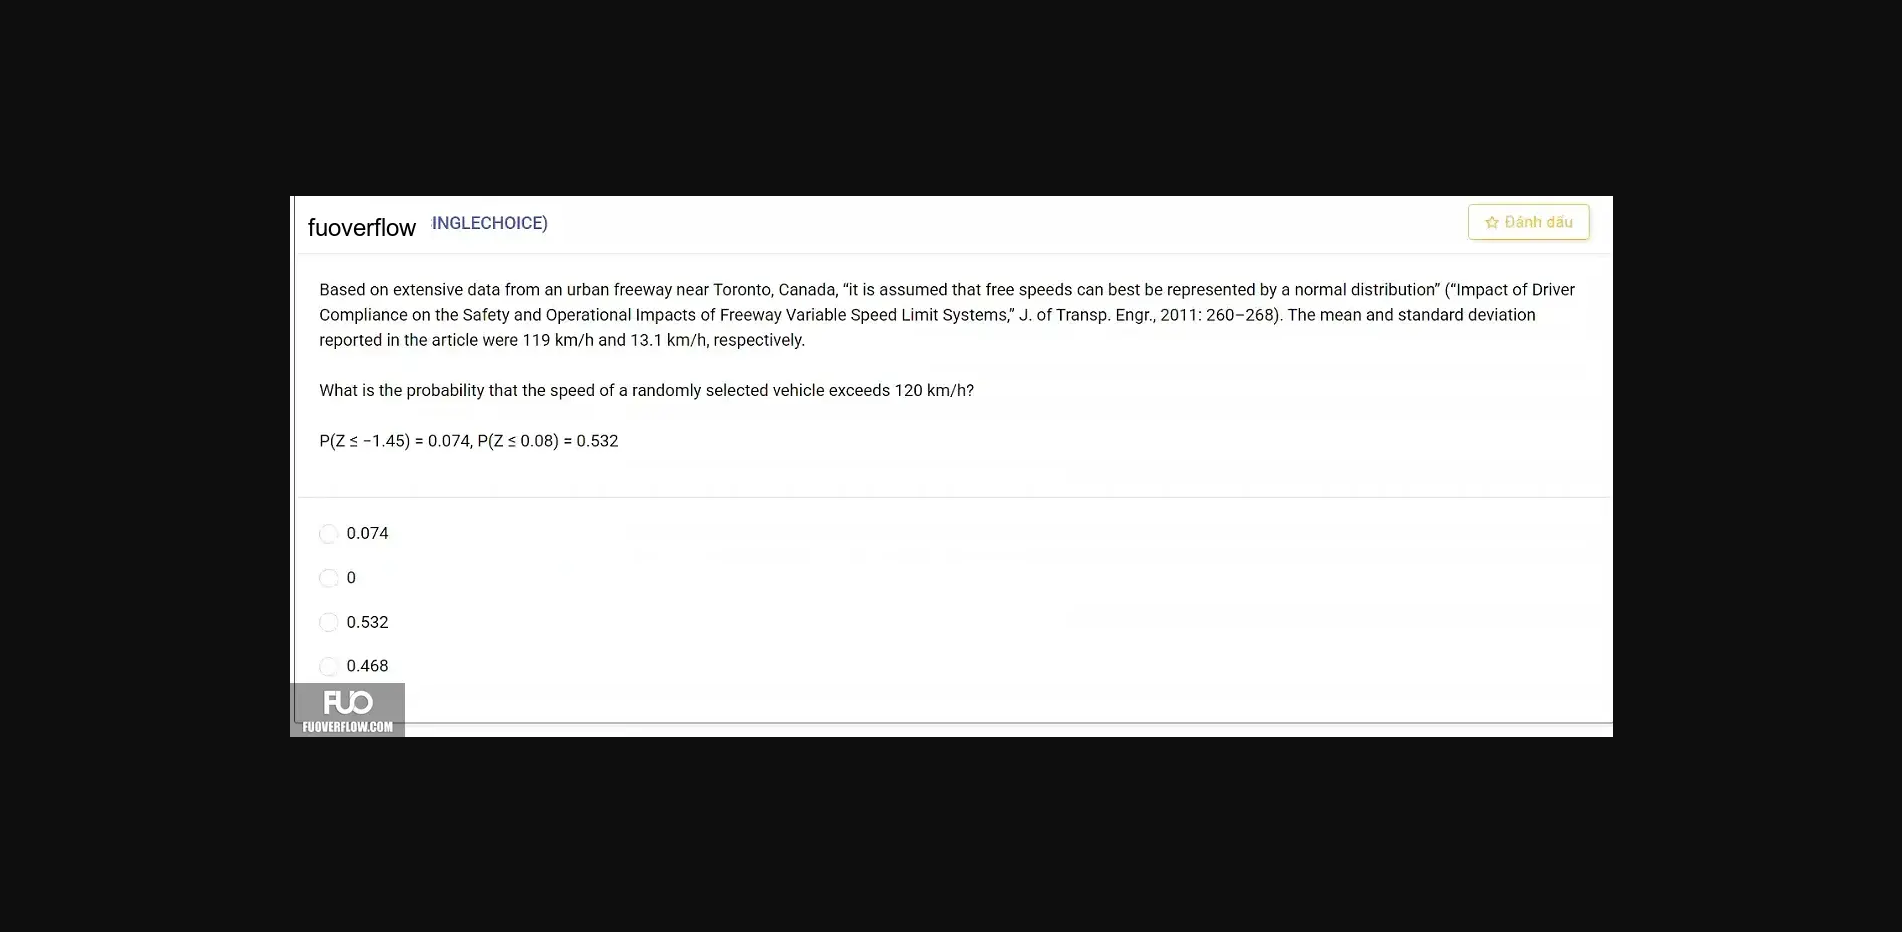 fuoverflow INGLECHOICE)
Đánh dấu
Based on extensive data from an urban freeway near Toronto, Canada, “it is assumed that free speeds can best be represented by a normal distribution” (“Impact of Driver
Compliance on the Safety and Operational Impacts of Freeway Variable Speed Limit Systems,” J. of Transp. Engr., 2011: 260–268). The mean and standard deviation
reported in the article were 119 km/h and 13.1 km/h, respectively.
What is the probability that the speed of a randomly selected vehicle exceeds 120 km/h?
P(Z ≤ −1.45) = 0.074, P(Z ≤ 0.08) = 0.532
0.074
0
0.532
0.468
FUO
FUOVERFLOW.COM